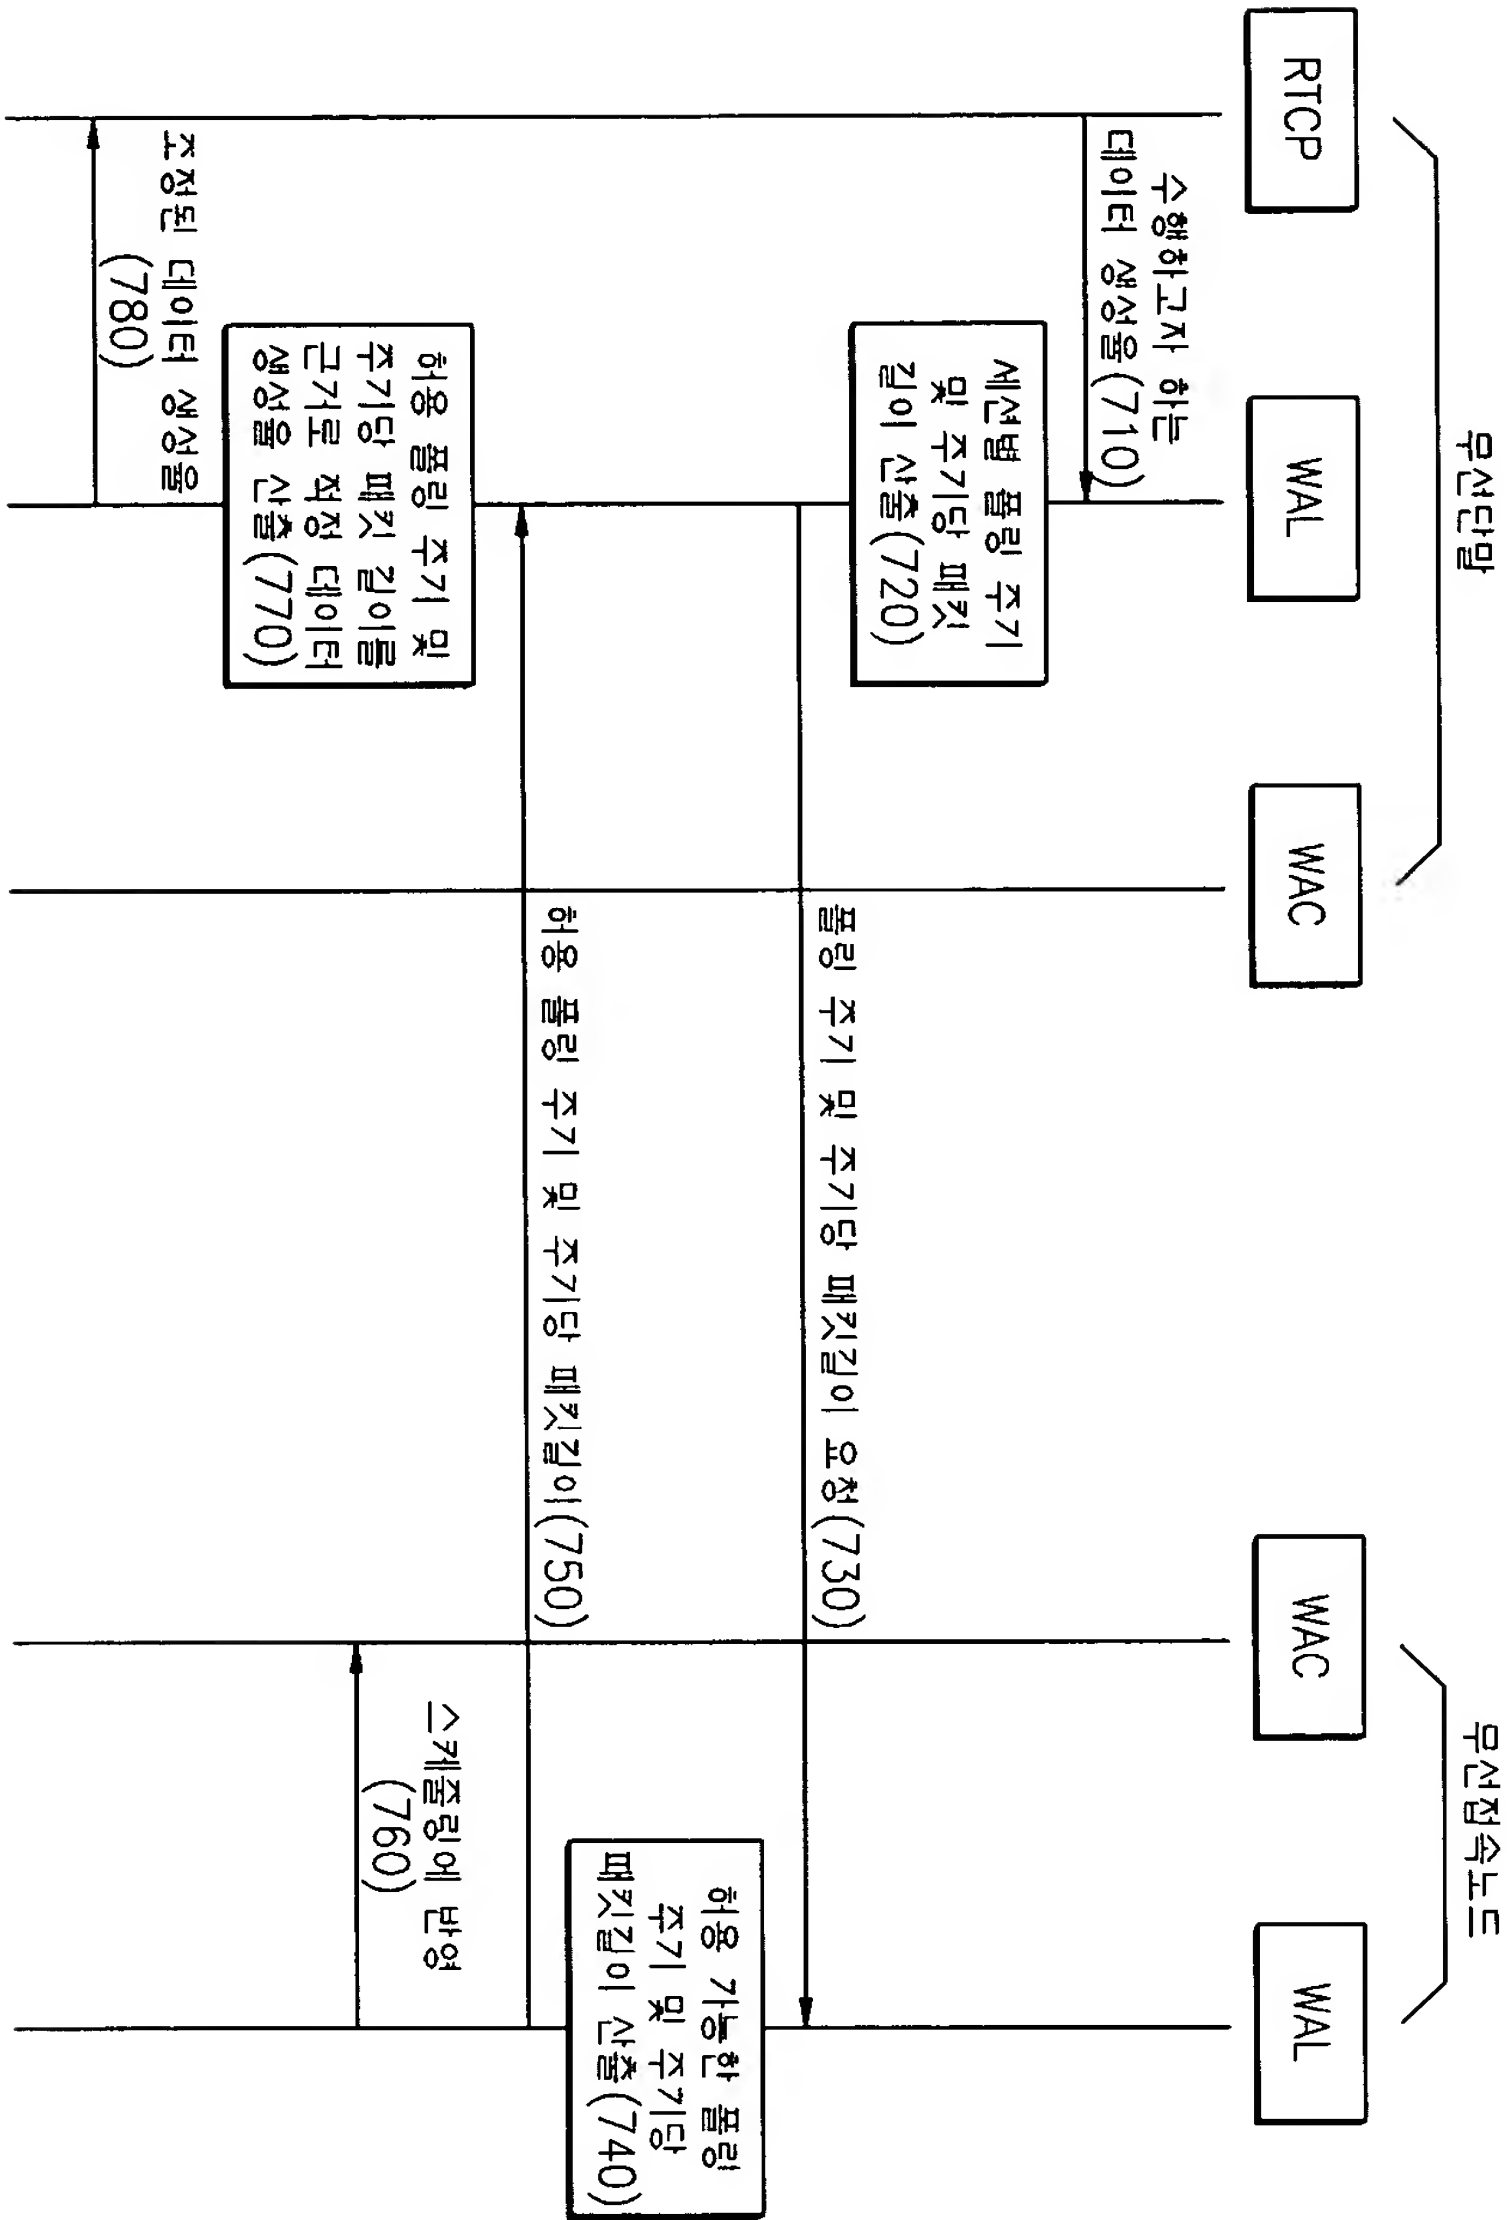 무선단말
무선접속노드
RTCP
WAL
WAC
WAC
WAL
수행하고자 하는
데이터 생성율(710)
세션별 폴링 주기
및 주기당 패킷
길이 산출(720)
폴링 주기 및 주기당 패킷길이 요청(730)
허용 가능한 폴링
주기 및 주기당
패킷길이 산출(740)
허용 폴링 주기 및 주기당 패킷길이(750)
스케줄링에 반영
(760)
허용 폴링 주기 및
주기당 패킷 길이를
근거로 적정 데이터
생성율 산출(770)
조정된 데이터 생성율
(780)